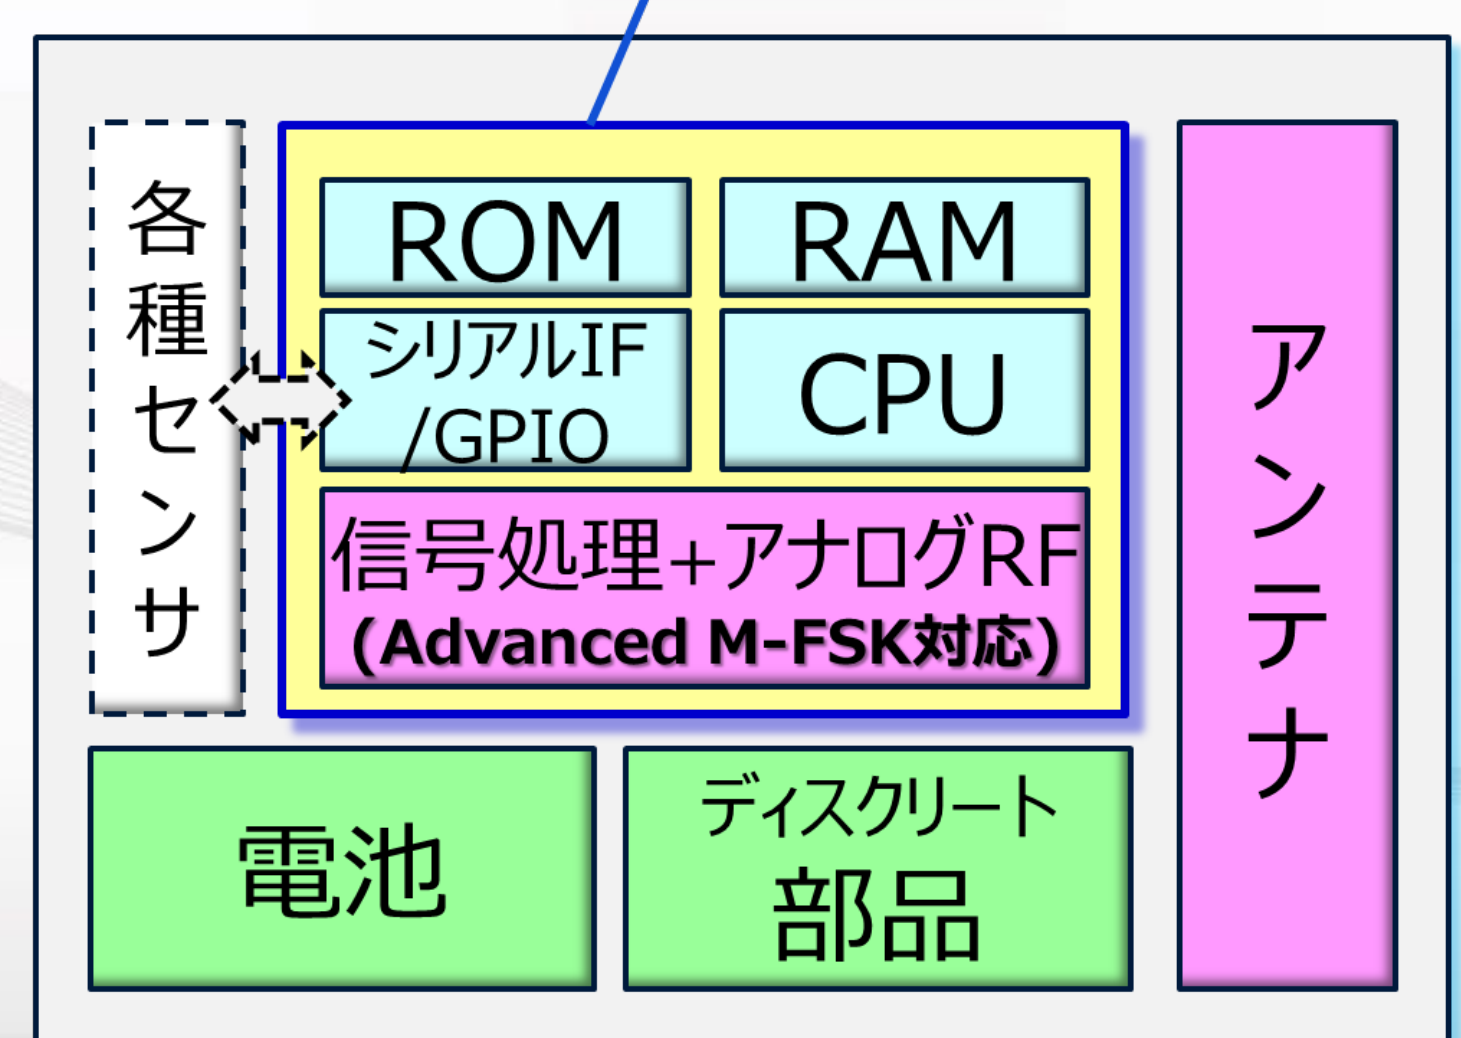 各種センサ
ROM
RAM
シリアルIF
/GPIO
CPU
信号処理+アナログRF
(Advanced M-FSK対応)
アンテナ
電池
ディスクリート
部品